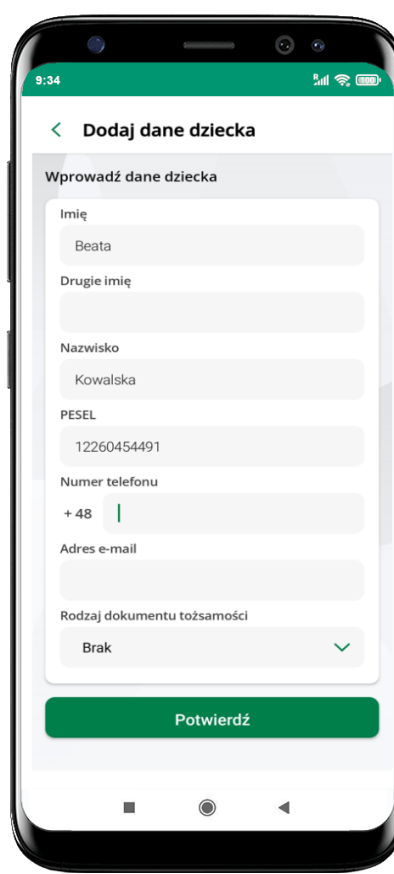 9:34
Dodaj dane dziecka
Wprowadź dane dziecka
Imię
Beata
Drugie imię
Nazwisko
Kowalska
PESEL
12260454491
Numer telefonu
+ 48
Adres e-mail
Rodzaj dokumentu tożsamości
Brak
Potwierdź